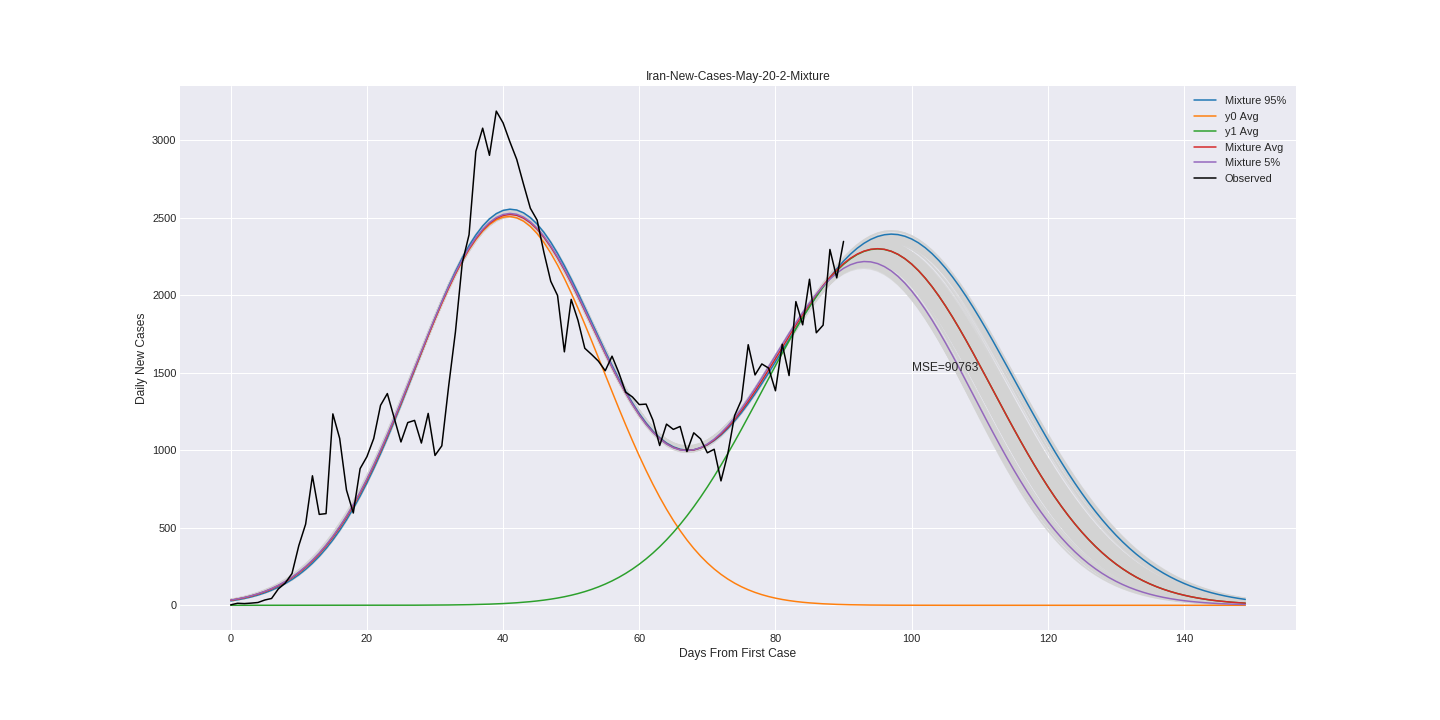 Iran-New-Cases-May-20-2-Mixture
Mixture 95%
y0 Avg
y1 Avg
Mixture Avg
Mixture 5%
Observed
MSE=90763
Daily New Cases
3000
2500
2000
1500
1000
500
0
0 20 40 60 80 100 120 140
Days From First Case